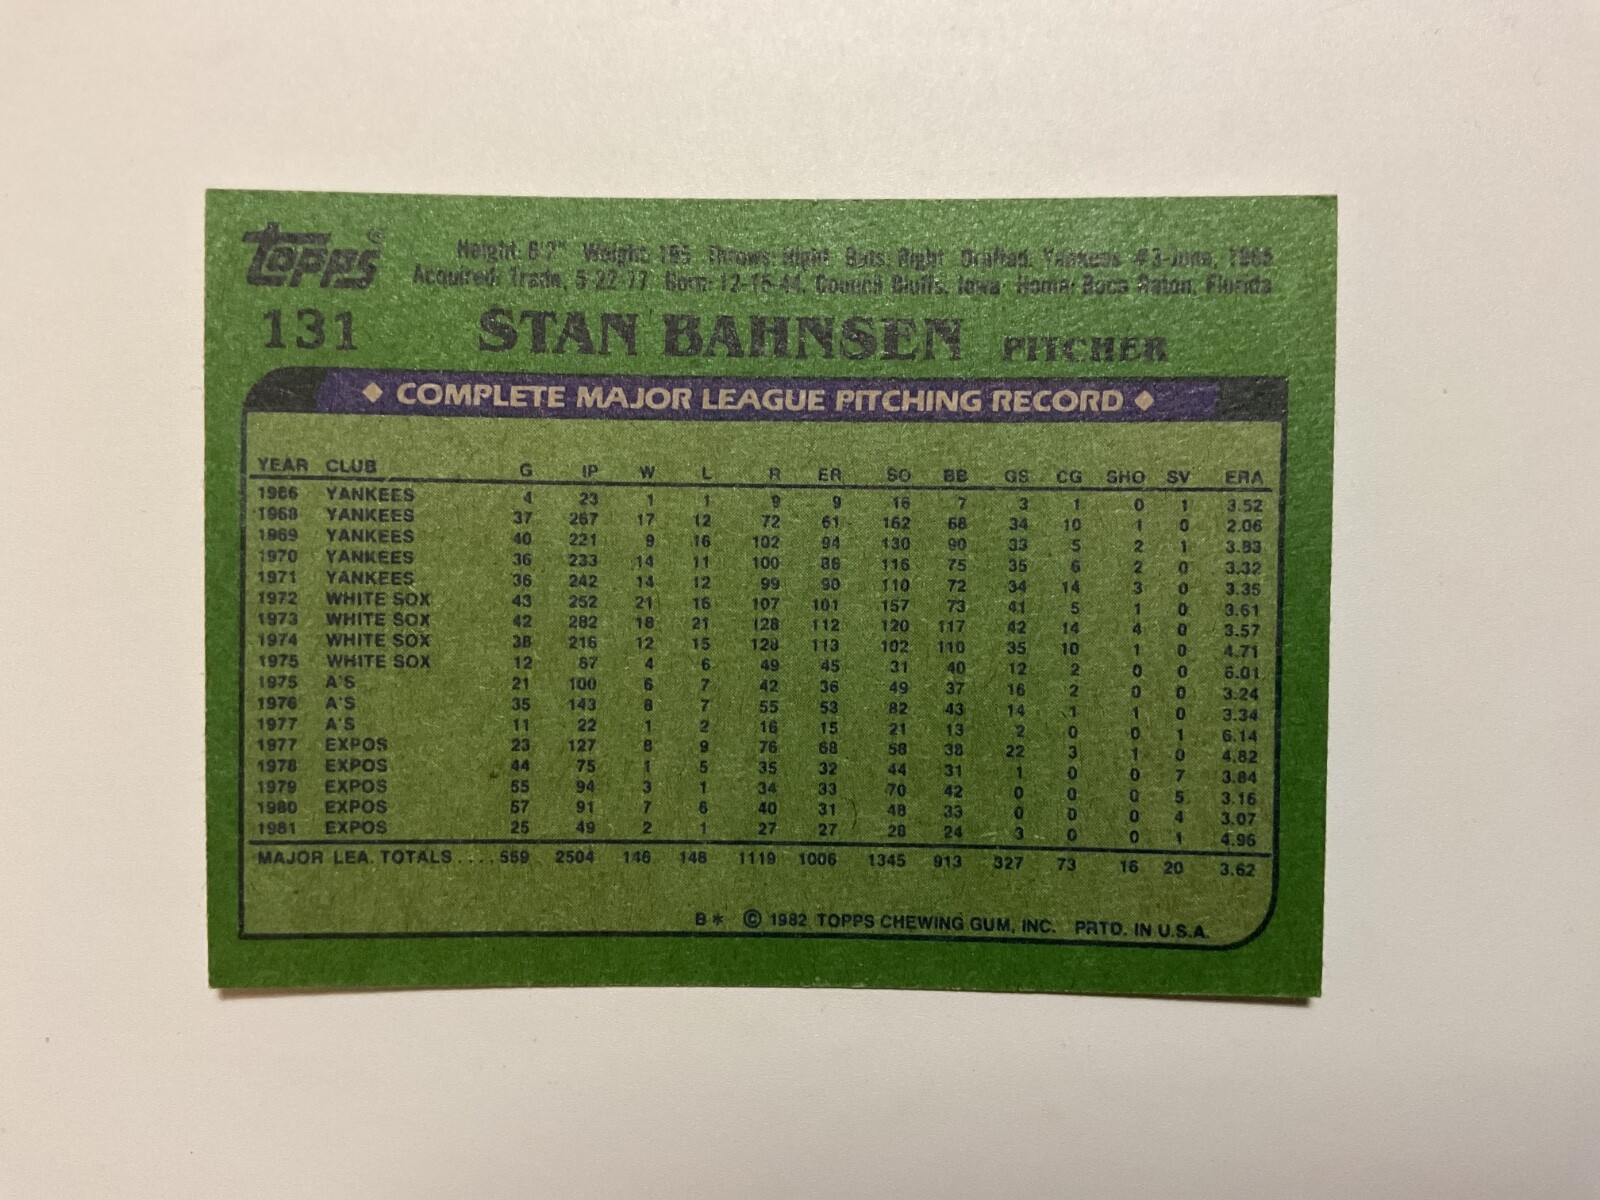 topps®
Height: 6'2" Weight: 195 Throws: Right Bats: Right Drafted: Yankees #3-June, 1965
Acquired: Trade, 5-22-77 Born: 12-15-44, Council Bluffs, Iowa Home: Boca Raton, Florida
131 STAN BAHNSEN PITCHER
COMPLETE MAJOR LEAGUE PITCHING RECORD
YEAR CLUB G IP W L R ER SO BB GS CG SHO SV ERA
1966 YANKEES 4 23 1 1 9 9 16 7 3 1 0 1 3.52
1968 YANKEES 37 267 17 12 72 61 162 68 34 10 1 0 2.06
1969 YANKEES 40 221 9 16 102 94 130 90 33 5 2 1 3.83
1970 YANKEES 36 233 14 11 100 86 116 75 35 6 2 0 3.32
1971 YANKEES 36 242 14 12 99 90 110 72 34 14 3 0 3.35
1972 WHITE SOX 43 252 21 16 107 101 157 73 41 5 1 0 3.61
1973 WHITE SOX 42 282 18 21 128 112 120 117 42 14 4 0 3.57
1974 WHITE SOX 38 216 12 15 128 113 102 110 35 10 1 0 4.71
1975 WHITE SOX 12 67 4 6 49 45 31 40 12 2 0 0 6.01
1975 A'S 21 100 6 7 42 36 49 37 16 2 0 0 3.24
1976 A'S 35 143 8 7 55 53 82 43 14 1 1 0 3.34
1977 A'S 11 22 1 2 16 15 21 13 2 0 0 1 6.14
1977 EXPOS 23 127 8 9 76 68 58 38 22 3 1 0 4.82
1978 EXPOS 44 75 1 5 35 32 44 31 1 0 0 7 3.84
1979 EXPOS 55 94 3 1 34 33 70 42 0 0 0 5 3.16
1980 EXPOS 57 91 7 6 40 31 48 33 0 0 0 4 3.07
1981 EXPOS 25 49 2 1 27 27 28 24 3 0 0 1 4.96
MAJOR LEA. TOTALS.... 559 2504 146 148 1119 1006 1345 913 327 73 16 20 3.62
B* © 1982 TOPPS CHEWING GUM, INC. PRTD. IN U.S.A.